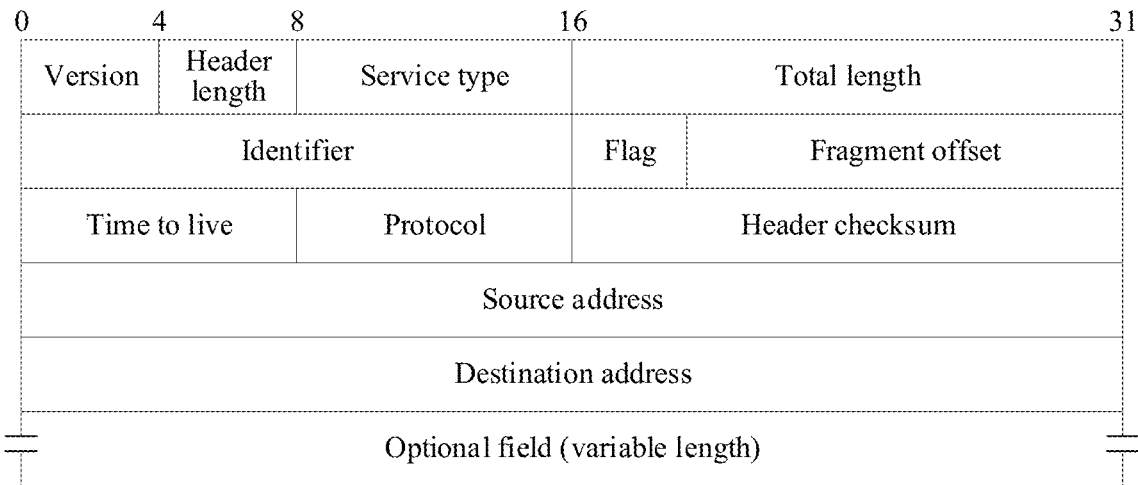 0 4 8 16 31
Version Header length Service type Total length
Identifier Flag Fragment offset
Time to live Protocol Header checksum
Source address
Destination address
Optional field (variable length)